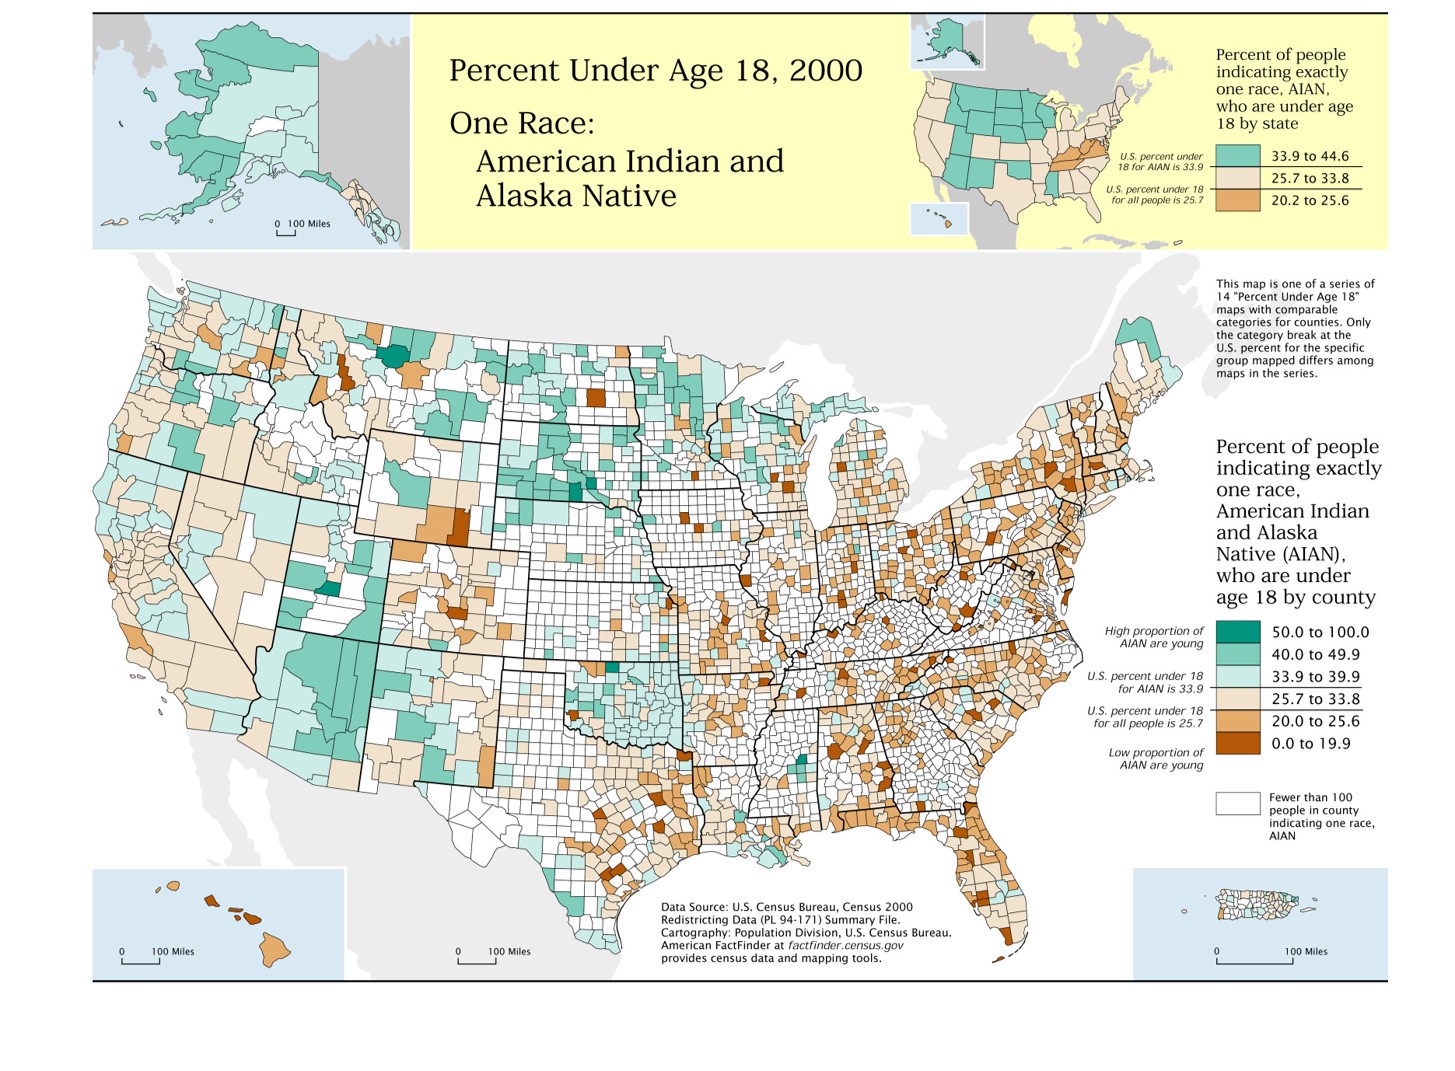 Percent Under Age 18, 2000
One Race:
American Indian and
Alaska Native
0 100 Miles
Percent of people
indicating exactly
one race, AIAN,
who are under age
18 by state
U.S. percent under
18 for AIAN is 33.9
U.S. percent under 18
for all people is 25.7
33.9 to 44.6
25.7 to 33.8
20.2 to 25.6
This map is one of a series of
14 "Percent Under Age 18"
maps with comparable
categories for counties. Only
the category break at the
U.S. percent for the specific
group mapped differs among
maps in the series.
Percent of people
indicating exactly
one race,
American Indian
and Alaska
Native (AIAN),
who are under
age 18 by county
High proportion of
AIAN are young
U.S. percent under 18
for AIAN is 33.9
U.S. percent under 18
for all people is 25.7
Low proportion of
AIAN are young
50.0 to 100.0
40.0 to 49.9
33.9 to 39.9
25.7 to 33.8
20.0 to 25.6
0.0 to 19.9
Fewer than 100
people in county
indicating one race,
AIAN
Data Source: U.S. Census Bureau, Census 2000
Redistricting Data (PL 94-171) Summary File.
Cartography: Population Division, U.S. Census Bureau.
American FactFinder at factfinder.census.gov
provides census data and mapping tools.
0 100 Miles
0 100 Miles
0 100 Miles